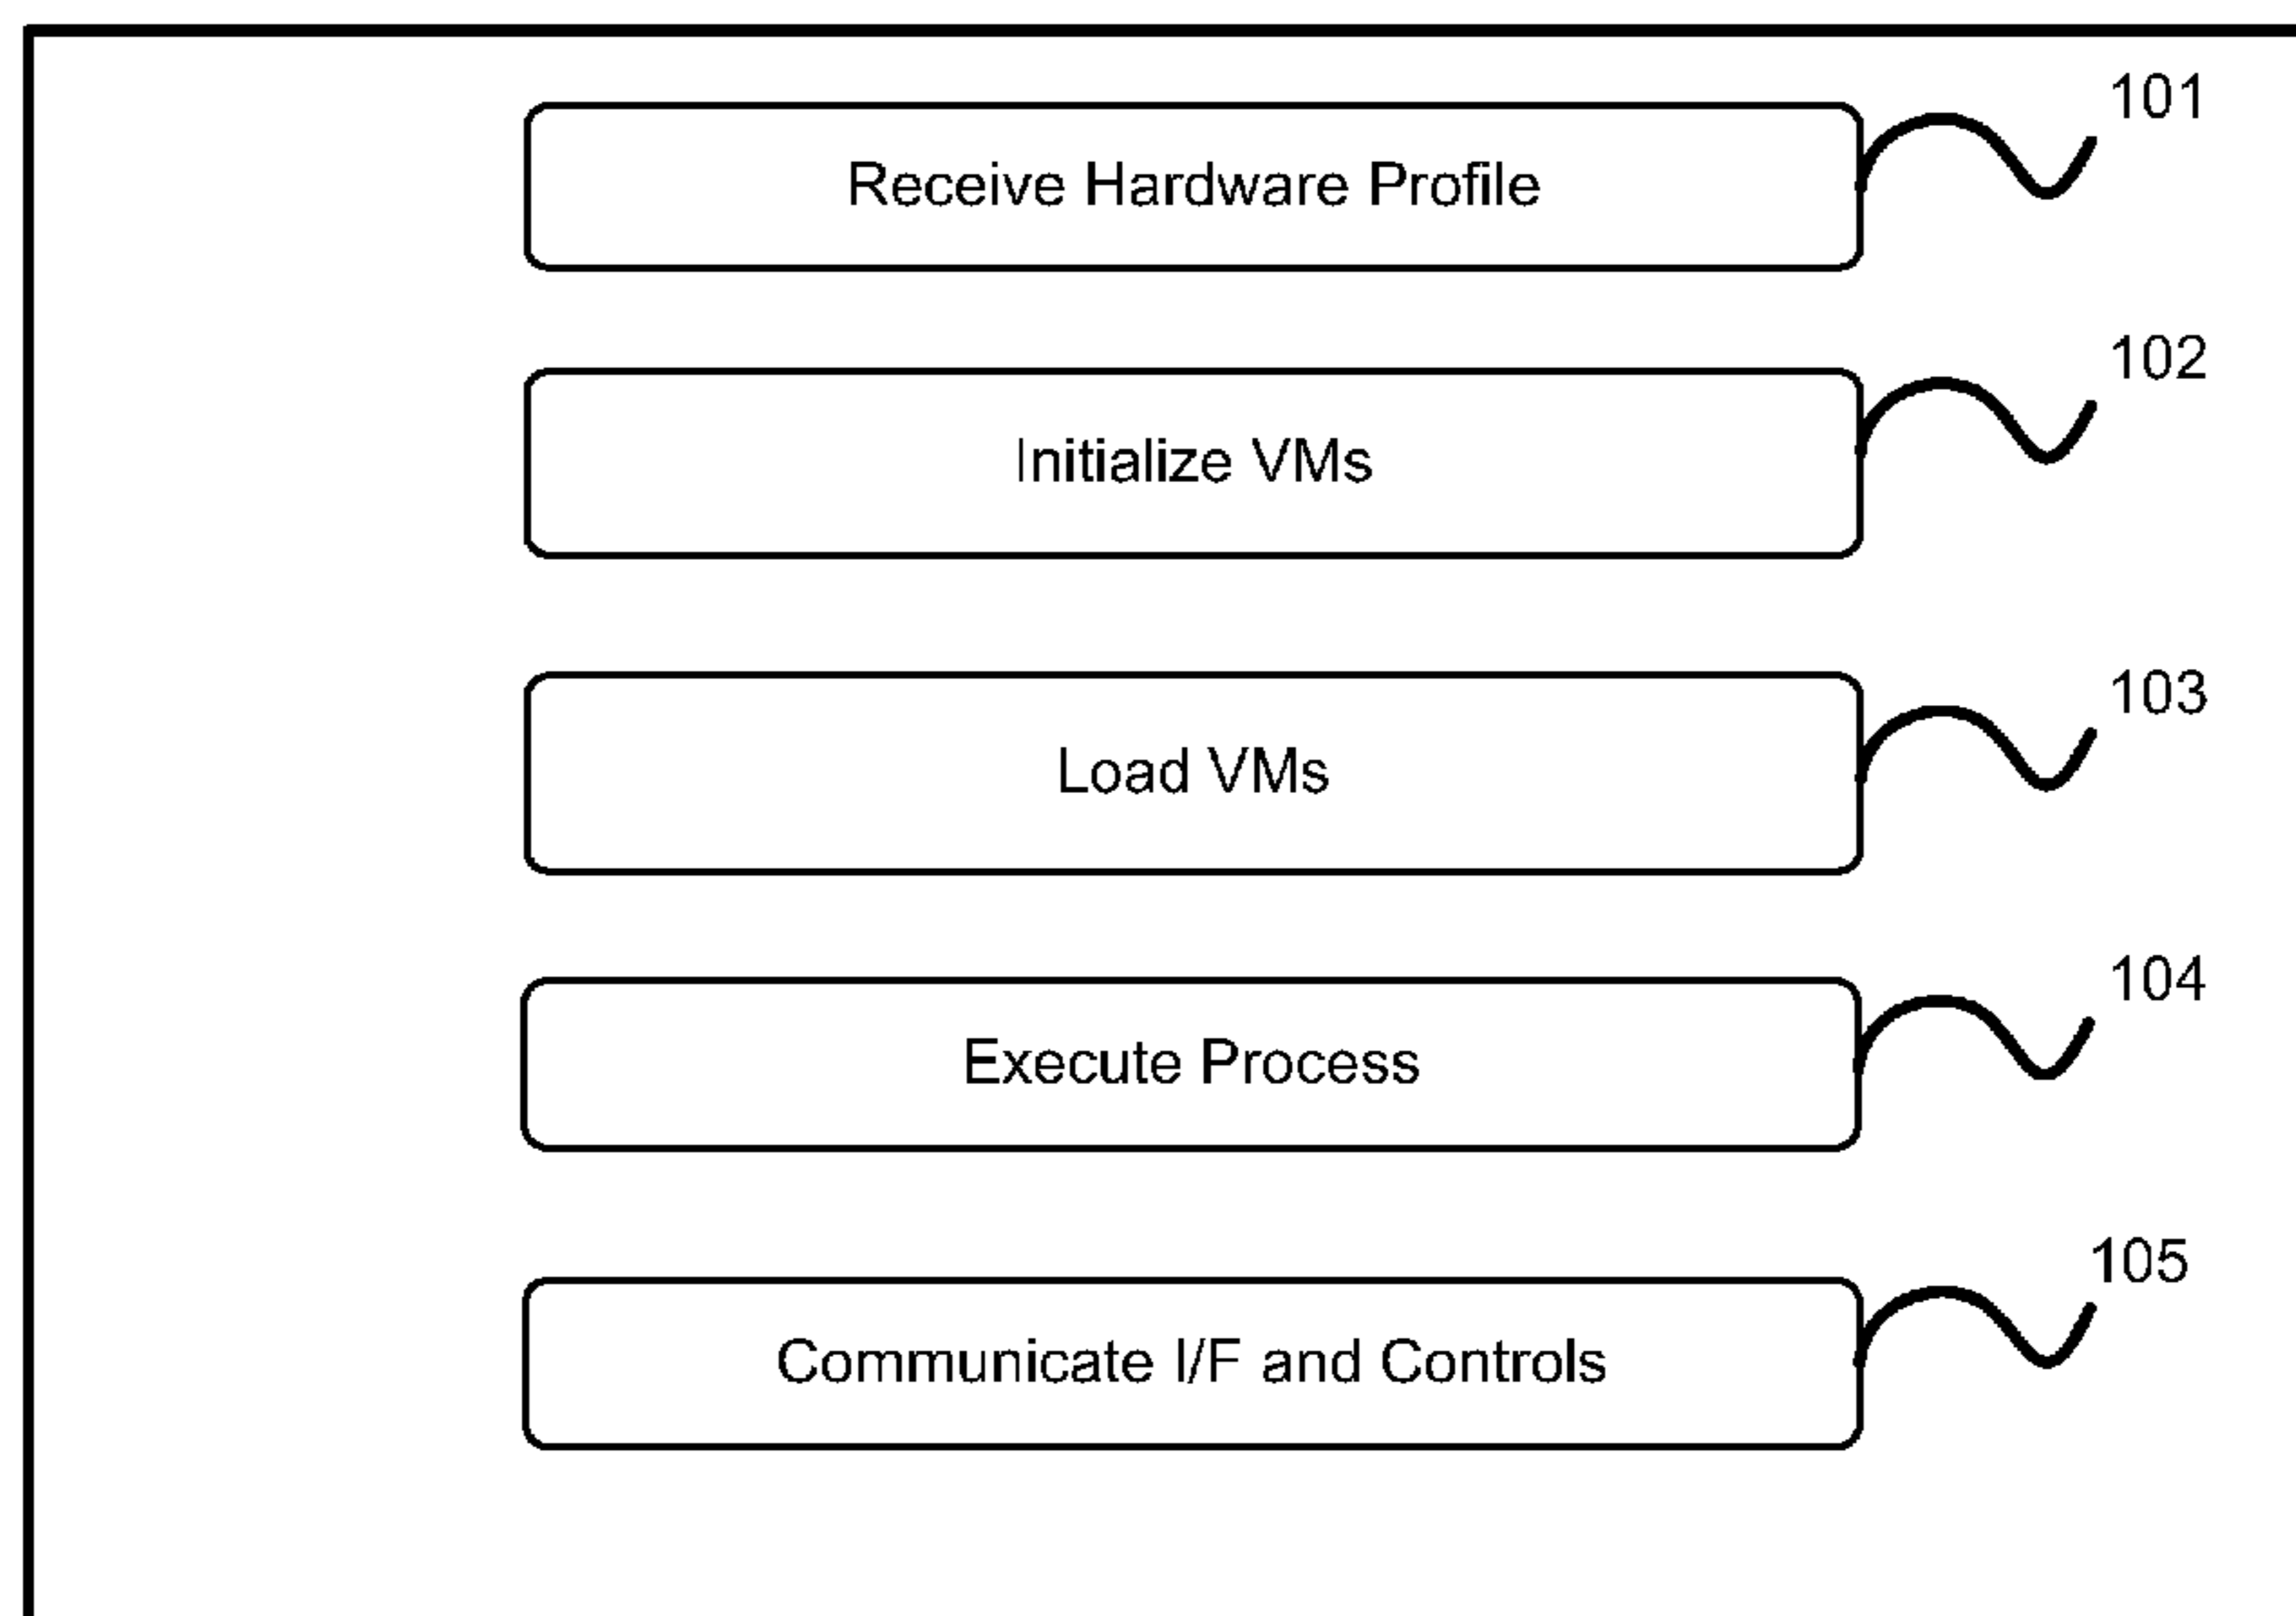 101
Receive Hardware Profile
102
Initialize VMs
103
Load VMs
104
Execute Process
105
Communicate I/F and Controls